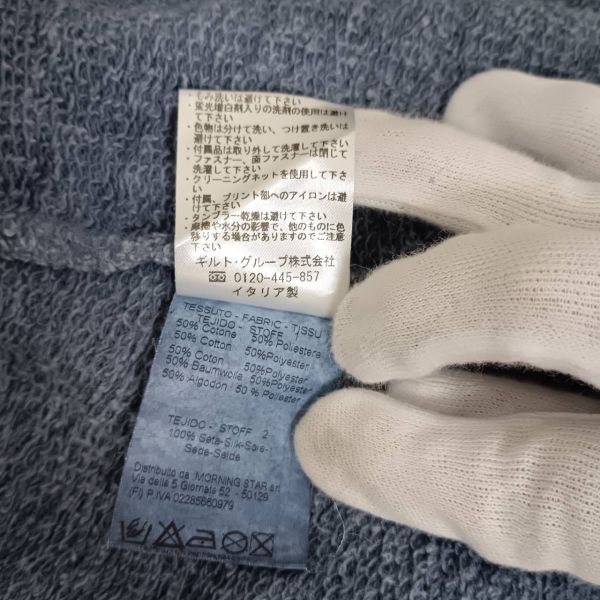 ・もみ洗いは避けて下さい
・蛍光増白剤入りの洗剤の使用は避け
て下さい
・色物は分けて洗い、つけ置き洗いは
避けて下さい
・付属品は取り外して洗濯して下さい
・ファスナー、面ファスナーは閉じて
洗濯して下さい
・クリーニングネットを使用して下さ
い
・付属、プリント部へのアイロンは避
けて下さい
・タンブラー乾燥は避けて下さい
・摩擦や水分の影響で、他のものに色
移りする場合がありますのでご注意
下さい
ギルト・グループ株式会社
0120-445-857
イタリア製
TESSUTO - FABRIC - TISSU
TEJIDO - STOFF
50% Cotone 50% Poliestere
50% Cotton 50%Polyester
50% Coton 50%Polyester
50% Baumwolle 50%Polyester
50% Algodon 50 % Poliester
TEJIDO - STOFF 2
100% Seta-Silk-Soie-
Seda-Seide
Distribuito da MORNING STAR srl
Via delle 5 Giornate 52 - 50129
(FI) P.IVA 02285660979